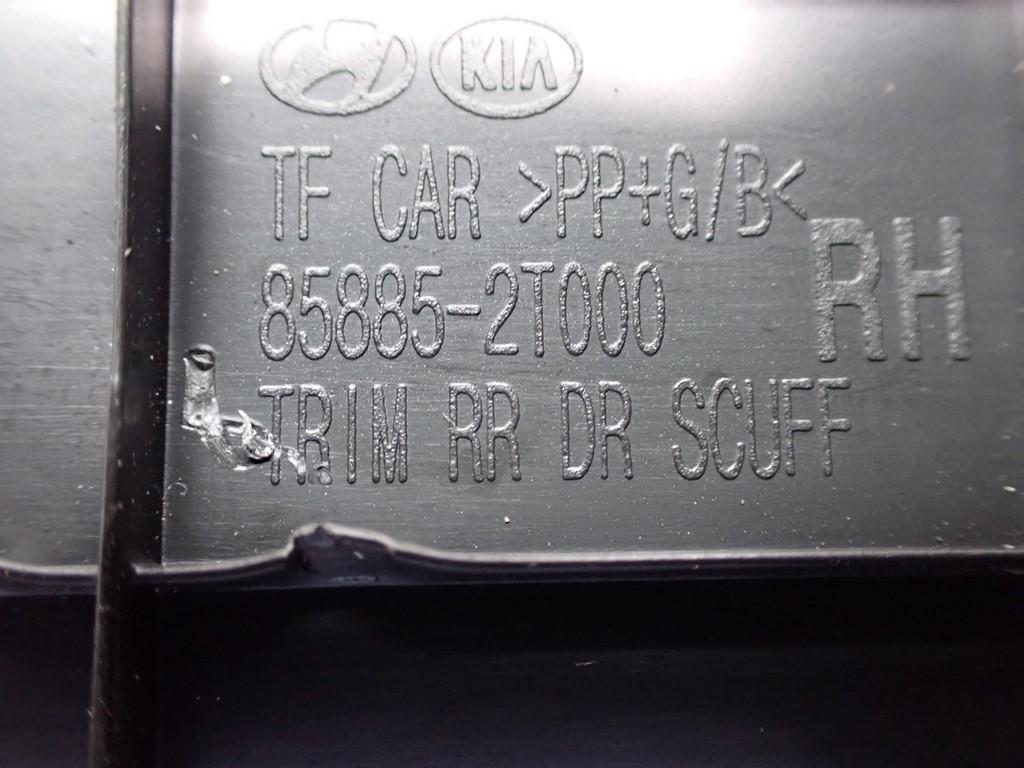 KIA
TF CAR >PP+G/B<
85885-2T000
RH
TRIM RR DR SCUFF